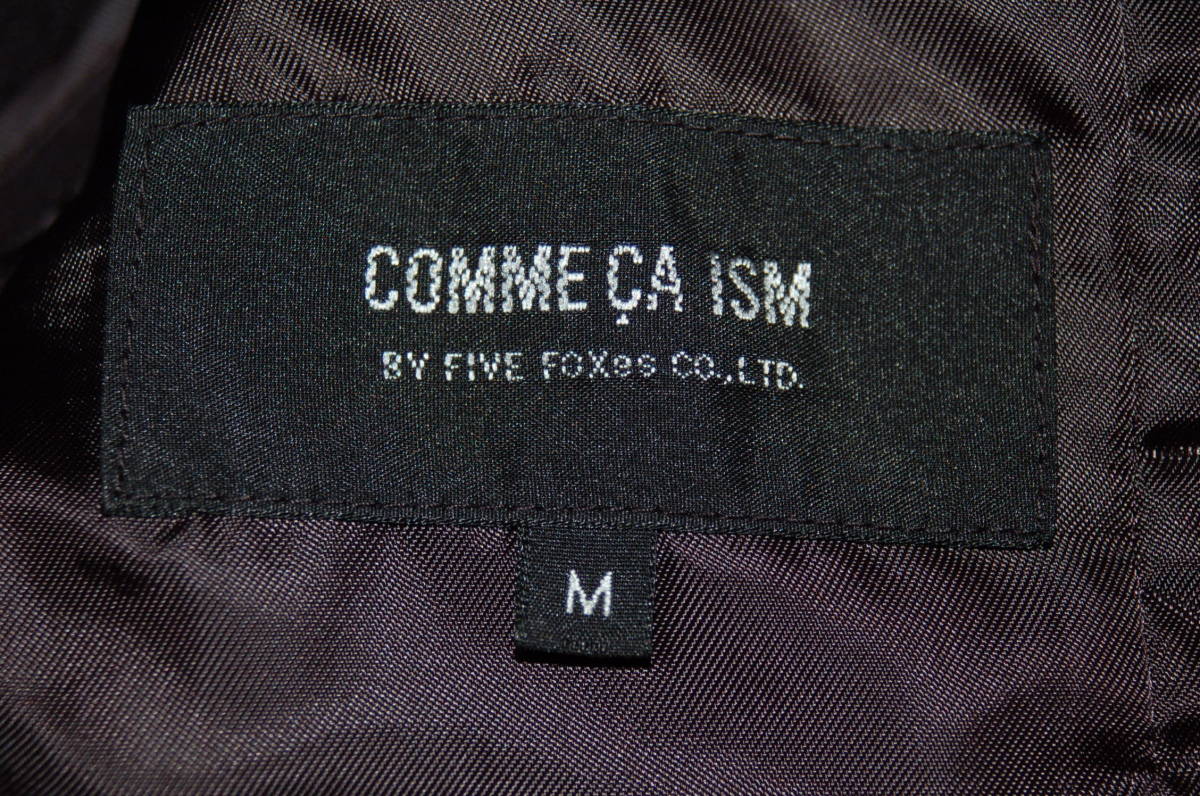 COMME ÇA ISM
BY FIVE FOXes CO.,LTD.
M